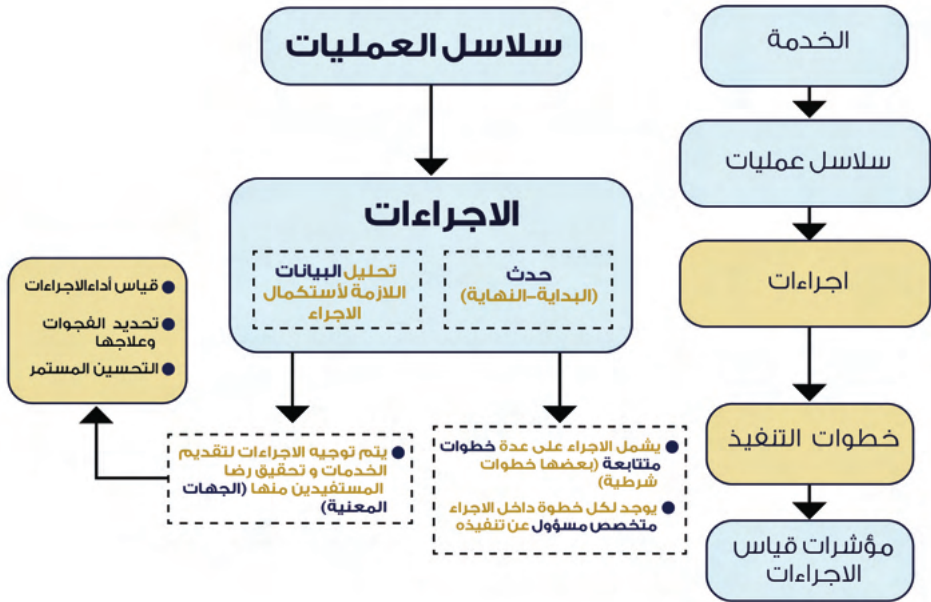 الخدمة
سلاسل عمليات
اجراءات
خطوات التنفيذ
مؤشرات قياس
الاجراءات
سلاسل العمليات
الاجراءات
حدث
(البداية-النهاية)
تحليل البيانات
اللازمة لأستكمال
الاجراء
يشمل الاجراء على عدة خطوات
متتابعة (بعضها خطوات
شرطية)
يوجد لكل خطوة داخل الاجراء
متخصص مسؤول عن تنفيذه
يتم توجيه الاجراءات لتقديم
الخدمات و تحقيق رضا
المستفيدين منها (الجهات
المعنية)
قياس أداءالاجراءات
تحديد الفجوات
وعلاجها
التحسين المستمر